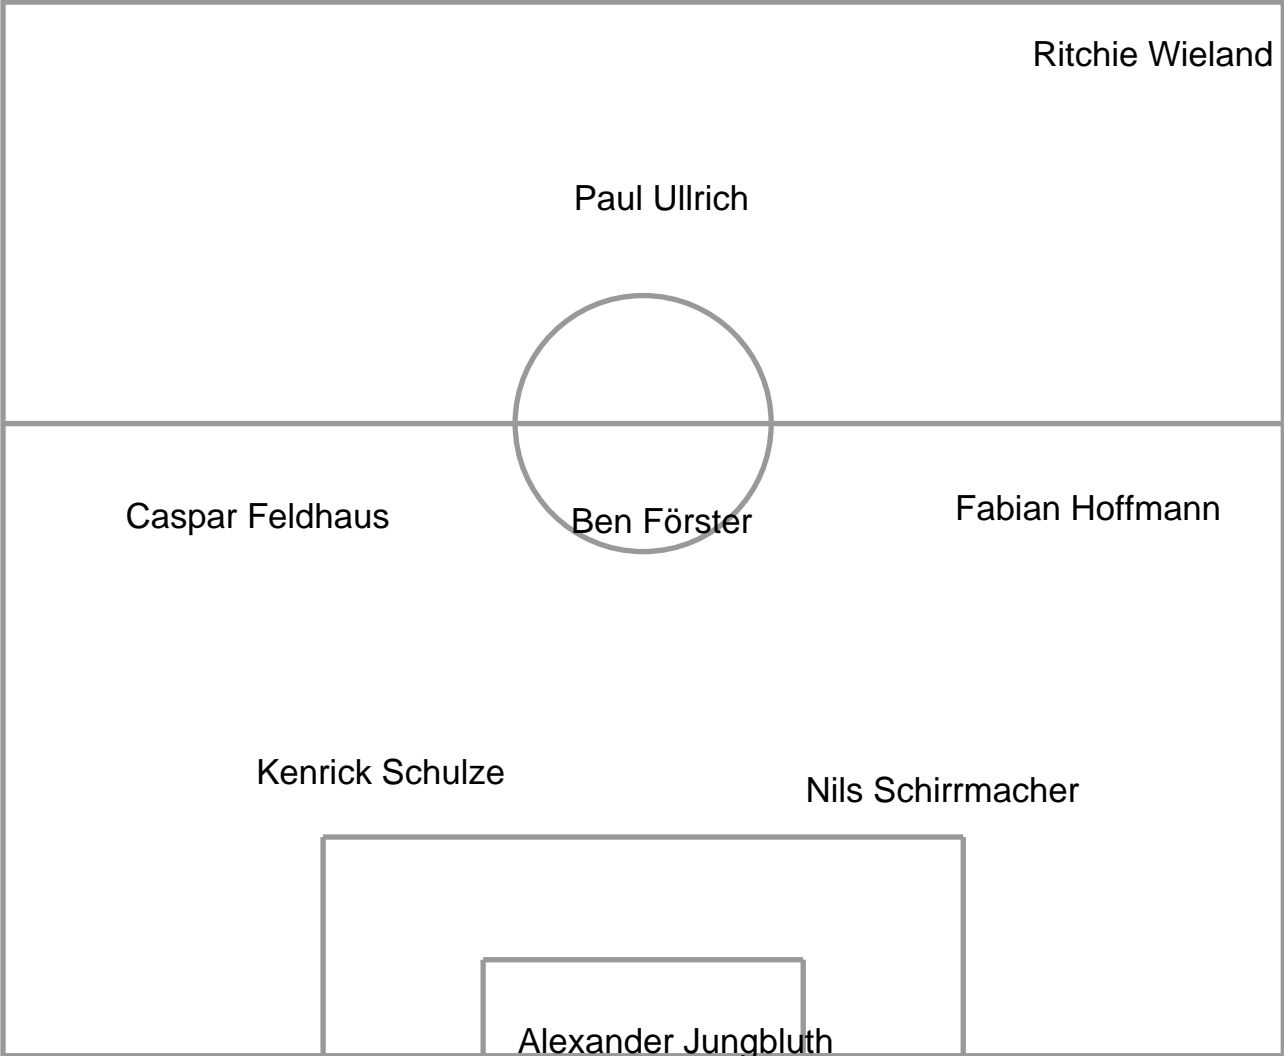 Ritchie Wieland
Paul Ullrich
Caspar Feldhaus
Ben Förster
Fabian Hoffmann
Kenrick Schulze
Nils Schirrmacher
Alexander Jungbluth